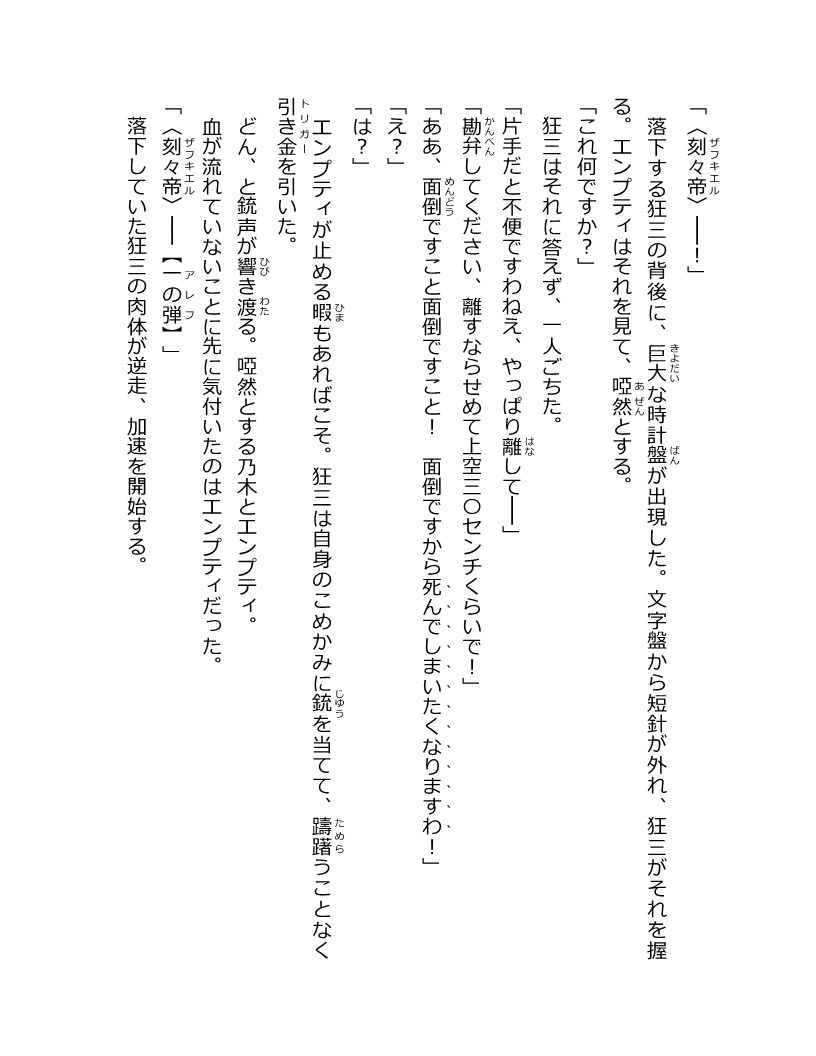 「〈刻々帝〉――！」
落下する狂三の背後に、巨大な時計盤が出現した。文字盤から短針が外れ、狂三がそれを握
る。エンプティはそれを見て、啞然とする。
「これ何ですか？」
狂三はそれに答えず、一人ごちた。
「片手だと不便ですわねえ、やっぱり離して――」
「勘弁してください、離すならせめて上空三〇センチくらいで！」
「ああ、面倒ですこと面倒ですこと！　面倒ですから死んでしまいたくなりますわ！」
「え？」
「は？」
エンプティが止める暇もあればこそ。狂三は自身のこめかみに銃を当てて、躊躇うことなく
引き金を引いた。
どん、と銃声が響き渡る。啞然とする乃木とエンプティ。
血が流れていないことに先に気付いたのはエンプティだった。
「〈刻々帝〉――【一の弾】」
落下していた狂三の肉体が逆走、加速を開始する。